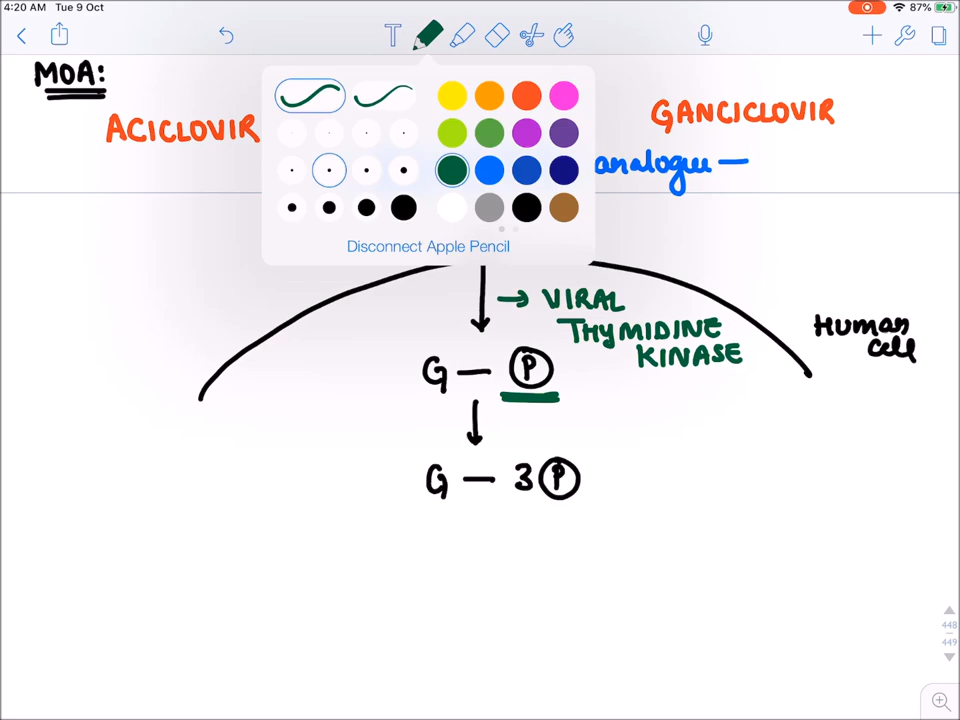 4:20 AM Tue 9 Oct
87%
T
MOA:
ACICLOVIR
GANCICLOVIR
analogue —
Disconnect Apple Pencil
→ VIRAL
THYMIDINE
KINASE
Human
cell
G — P
G — 3 P
448
449